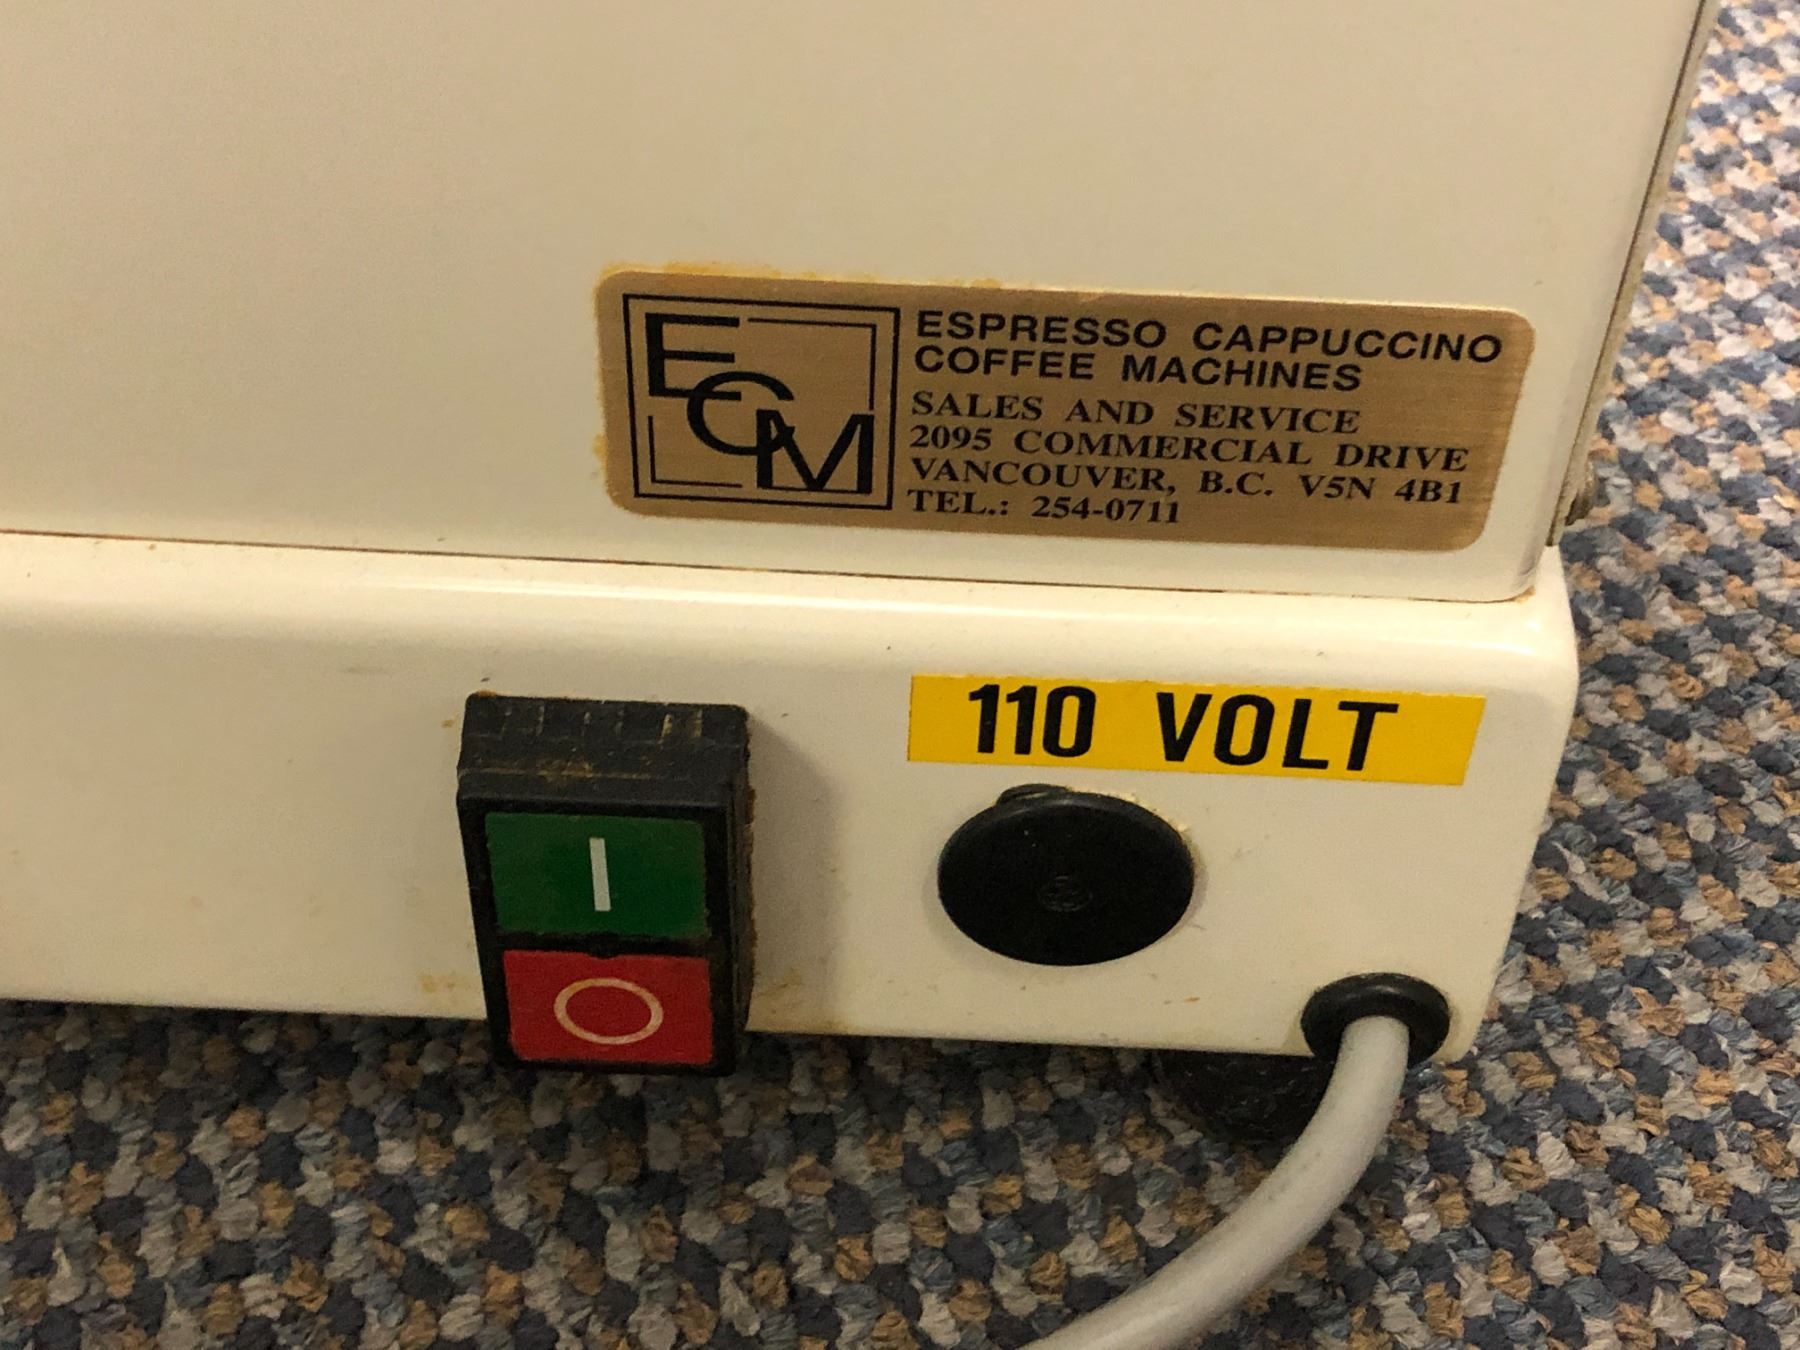 ECM
ESPRESSO CAPPUCCINO
COFFEE MACHINES
SALES AND SERVICE
2095 COMMERCIAL DRIVE
VANCOUVER, B.C. V5N 4B1
TEL.: 254-0711
110 VOLT
I
O